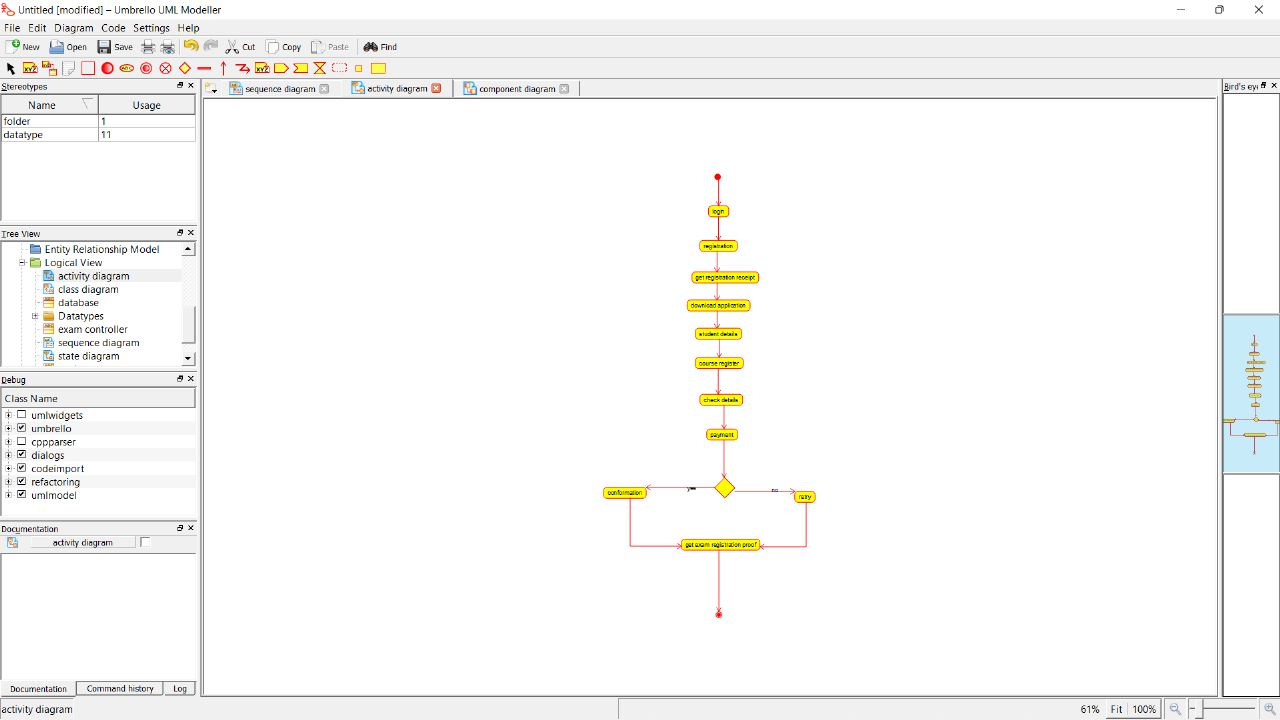 Untitled [modified] – Umbrello UML Modeller
File Edit Diagram Code Settings Help
New Open Save Cut Copy Paste Find
Stereotypes
Name Usage
folder 1
datatype 11
Tree View
Entity Relationship Model
Logical View
activity diagram
class diagram
database
Datatypes
exam controller
sequence diagram
state diagram
Debug
Class Name
umlwidgets
umbrello
cppparser
dialogs
codeimport
refactoring
umlmodel
Documentation
activity diagram
Documentation Command history Log
activity diagram
sequence diagram activity diagram component diagram
login
registration
get registration receipt
download application
student details
course register
check details
payment
conformation yes no retry
get exam registration proof
Bird's eye
61% Fit 100%